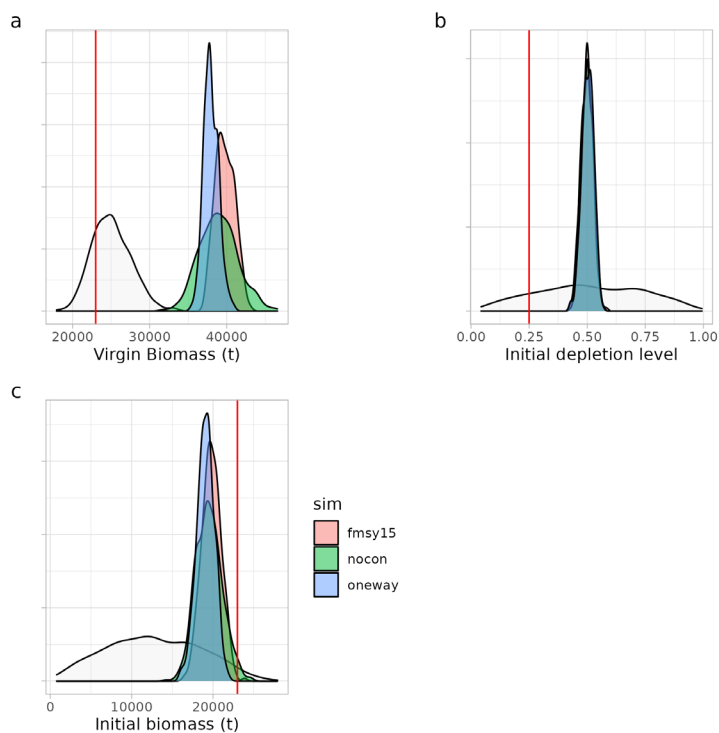 a
20000 30000 40000
Virgin Biomass (t)
b
0.00 0.25 0.50 0.75 1.00
Initial depletion level
c
0 10000 20000
Initial biomass (t)
sim
fmsy15
nocon
oneway